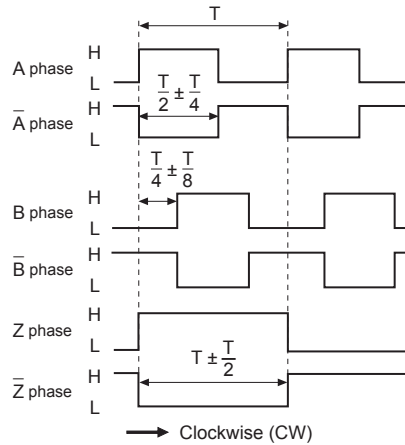 T
H
A phase
L
T/2 ± T/4
H
A̅ phase
L
T/4 ± T/8
H
B phase
L
H
B̅ phase
L
H
Z phase
L
T ± T/2
H
Z̅ phase
L
Clockwise (CW)